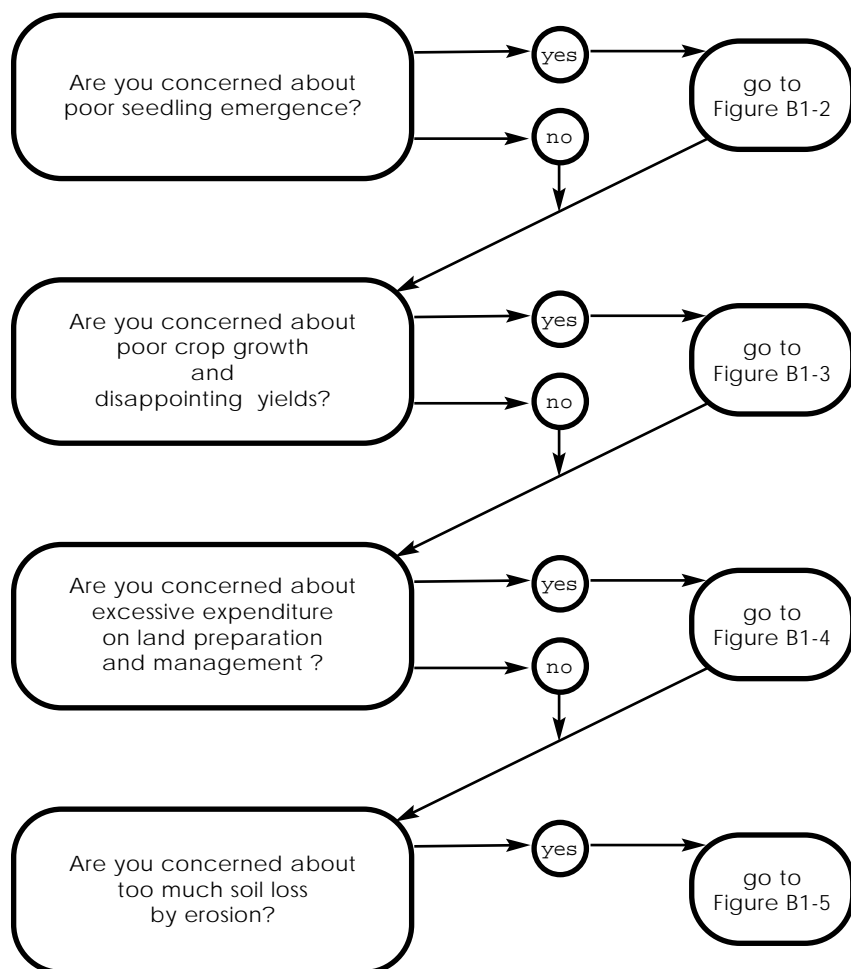 Are you concerned about
poor seedling emergence?
yes
no
go to
Figure B1-2
Are you concerned about
poor crop growth
and
disappointing yields?
yes
no
go to
Figure B1-3
Are you concerned about
excessive expenditure
on land preparation
and management ?
yes
no
go to
Figure B1-4
Are you concerned about
too much soil loss
by erosion?
yes
go to
Figure B1-5